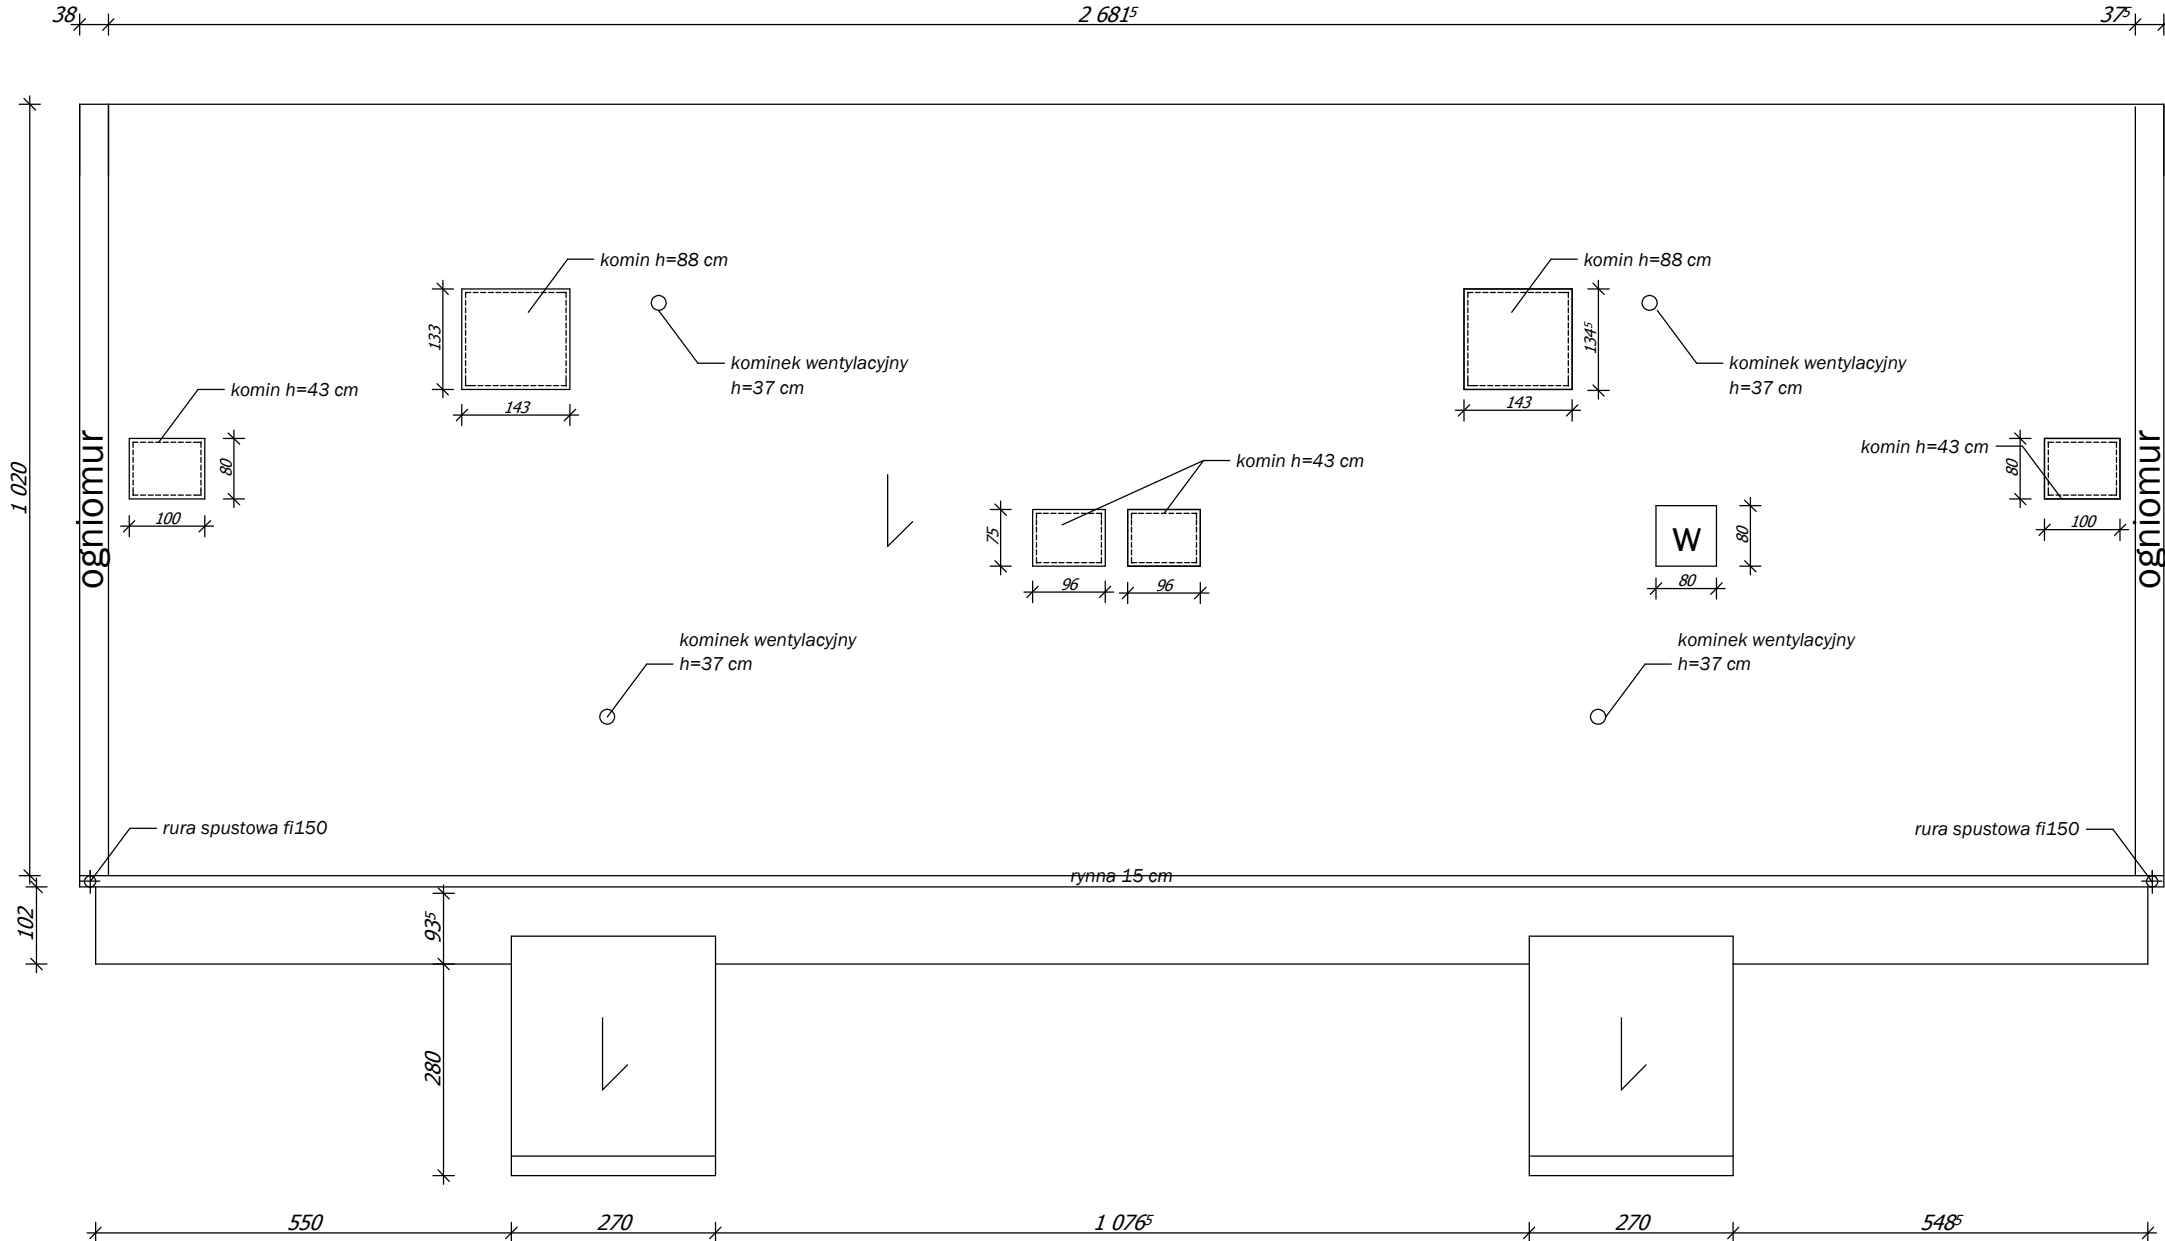 38
2 681⁵
37⁵
komin h=88 cm
komin h=88 cm
133
134⁵
kominek wentylacyjny
h=37 cm
kominek wentylacyjny
h=37 cm
143
143
komin h=43 cm
ogniomur
80
100
1 020
komin h=43 cm
75
96
96
komin h=43 cm
80
100
ogniomur
W
80
80
kominek wentylacyjny
h=37 cm
kominek wentylacyjny
h=37 cm
rura spustowa fi150
rura spustowa fi150
rynna 15 cm
102
93⁵
280
550
270
1 076⁵
270
548⁵